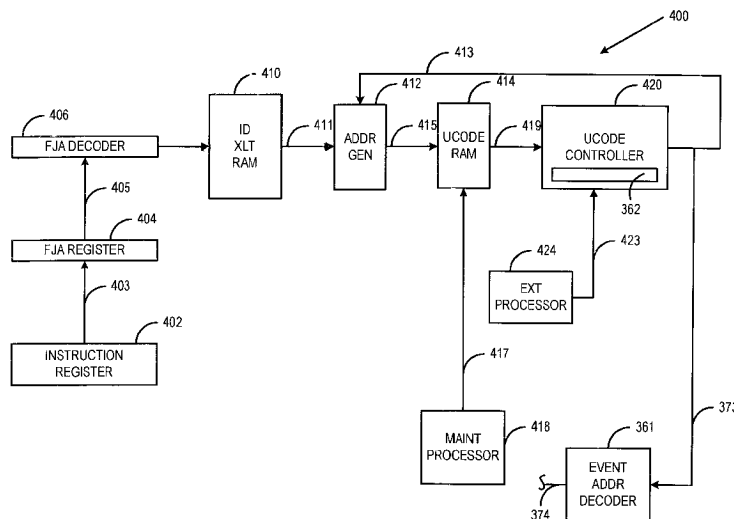 400
413
410
414
420
412
406
ID
XLT
RAM
411
ADDR
GEN
415
UCODE
RAM
419
UCODE
CONTROLLER
362
FJA DECODER
405
404
FJA REGISTER
403
402
INSTRUCTION
REGISTER
424
423
EXT
PROCESSOR
417
373
MAINT
PROCESSOR
418
361
EVENT
ADDR
DECODER
374